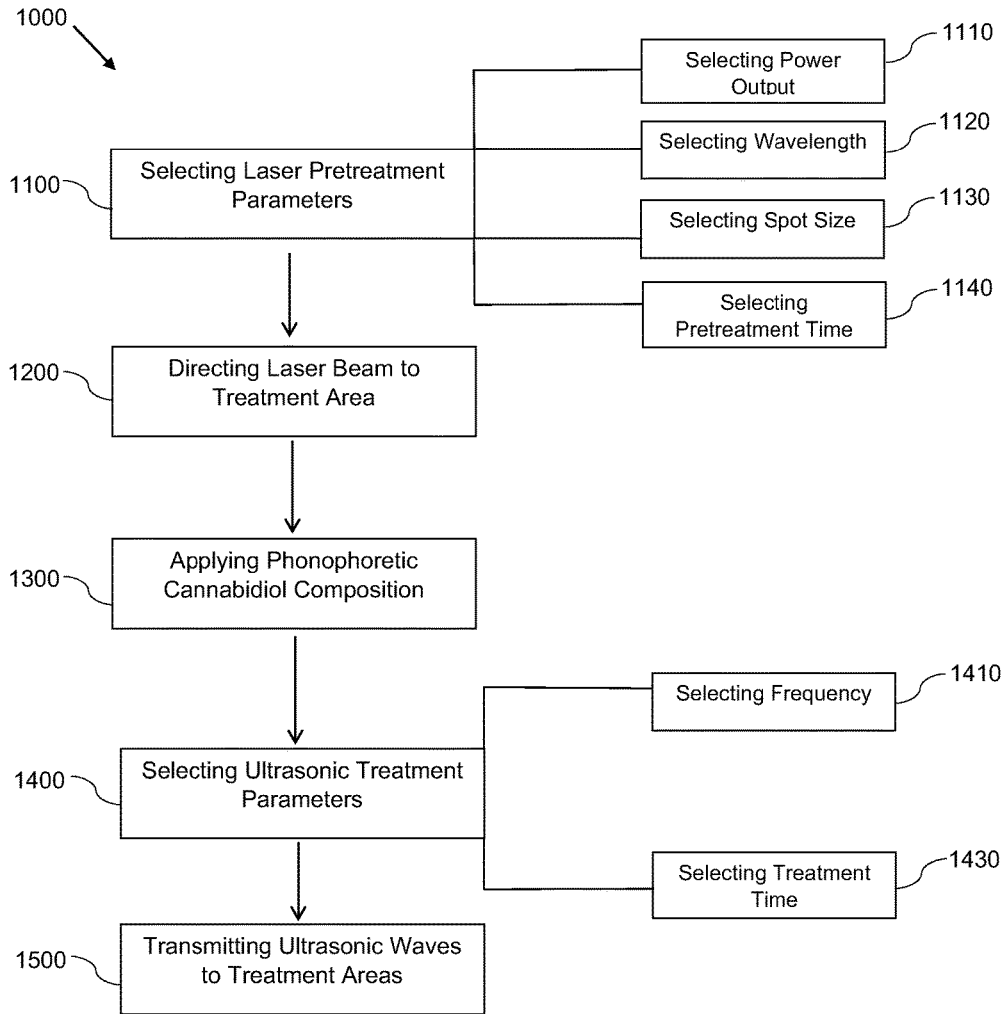 1000
1110
Selecting Power
Output
1120
Selecting Wavelength
Selecting Laser Pretreatment
Parameters
1100
1130
Selecting Spot Size
1140
Selecting
Pretreatment Time
1200
Directing Laser Beam to
Treatment Area
1300
Applying Phonophoretic
Cannabidiol Composition
1410
Selecting Frequency
1400
Selecting Ultrasonic Treatment
Parameters
1430
Selecting Treatment
Time
1500
Transmitting Ultrasonic Waves
to Treatment Areas